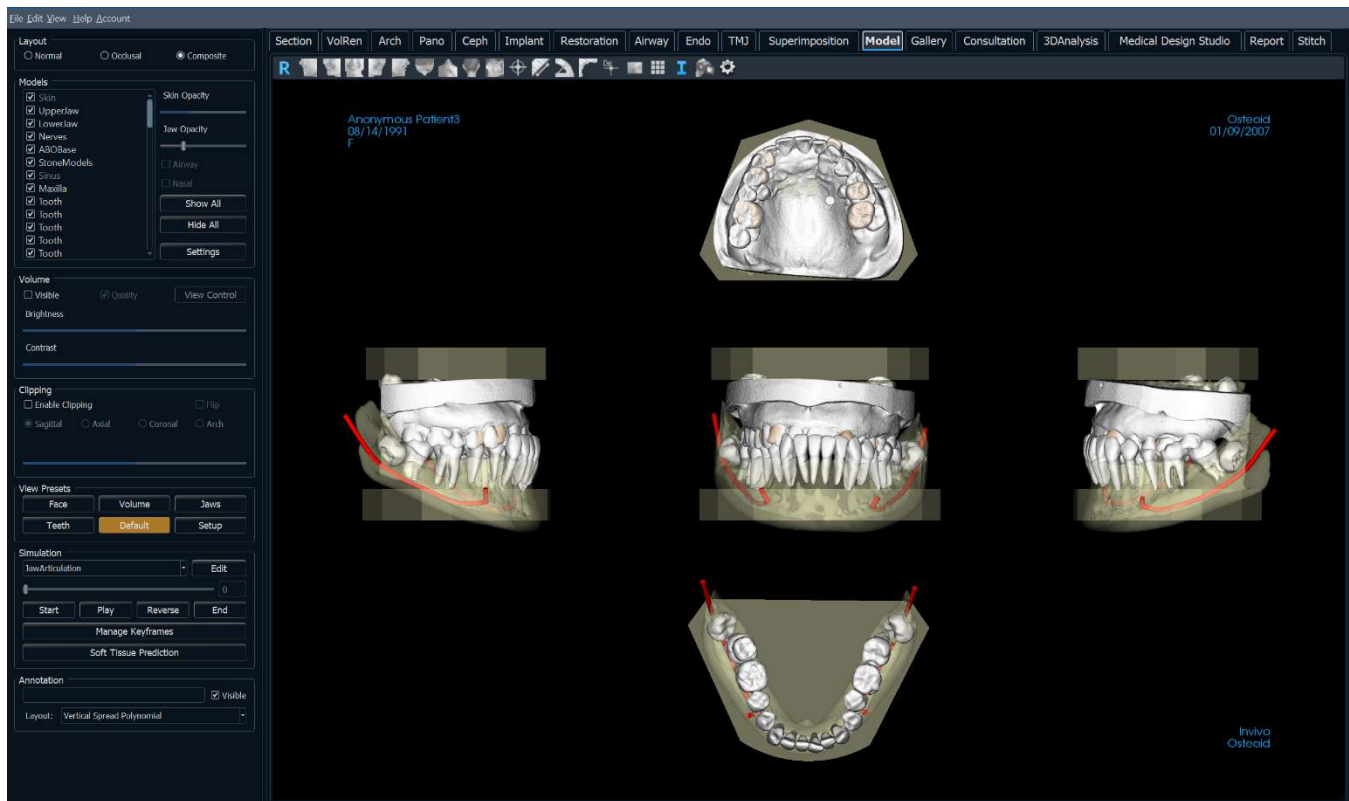 File Edit View Help Account
Layout
Normal Occlusal Composite
Models
Skin
UpperJaw
LowerJaw
Nerves
ABOBase
StoneModels
Sinus
Maxilla
Tooth
Tooth
Tooth
Tooth
Tooth
Skin Opacity
Jaw Opacity
Airway
Nasal
Show All
Hide All
Settings
Volume
Visible Quality View Control
Brightness
Contrast
Clipping
Enable Clipping Flip
Sagittal Axial Coronal Arch
View Presets
Face Volume Jaws
Teeth Default Setup
Simulation
JawArticulation Edit
0
Start Play Reverse End
Manage Keyframes
Soft Tissue Prediction
Annotation
Visible
Layout: Vertical Spread Polynomial
Section VolRen Arch Pano Ceph Implant Restoration Airway Endo TMJ Superimposition Model Gallery Consultation 3DAnalysis Medical Design Studio Report Stitch
R I
Anonymous Patient3
08/14/1991
F
Osteoid
01/09/2007
Invivo
Osteoid